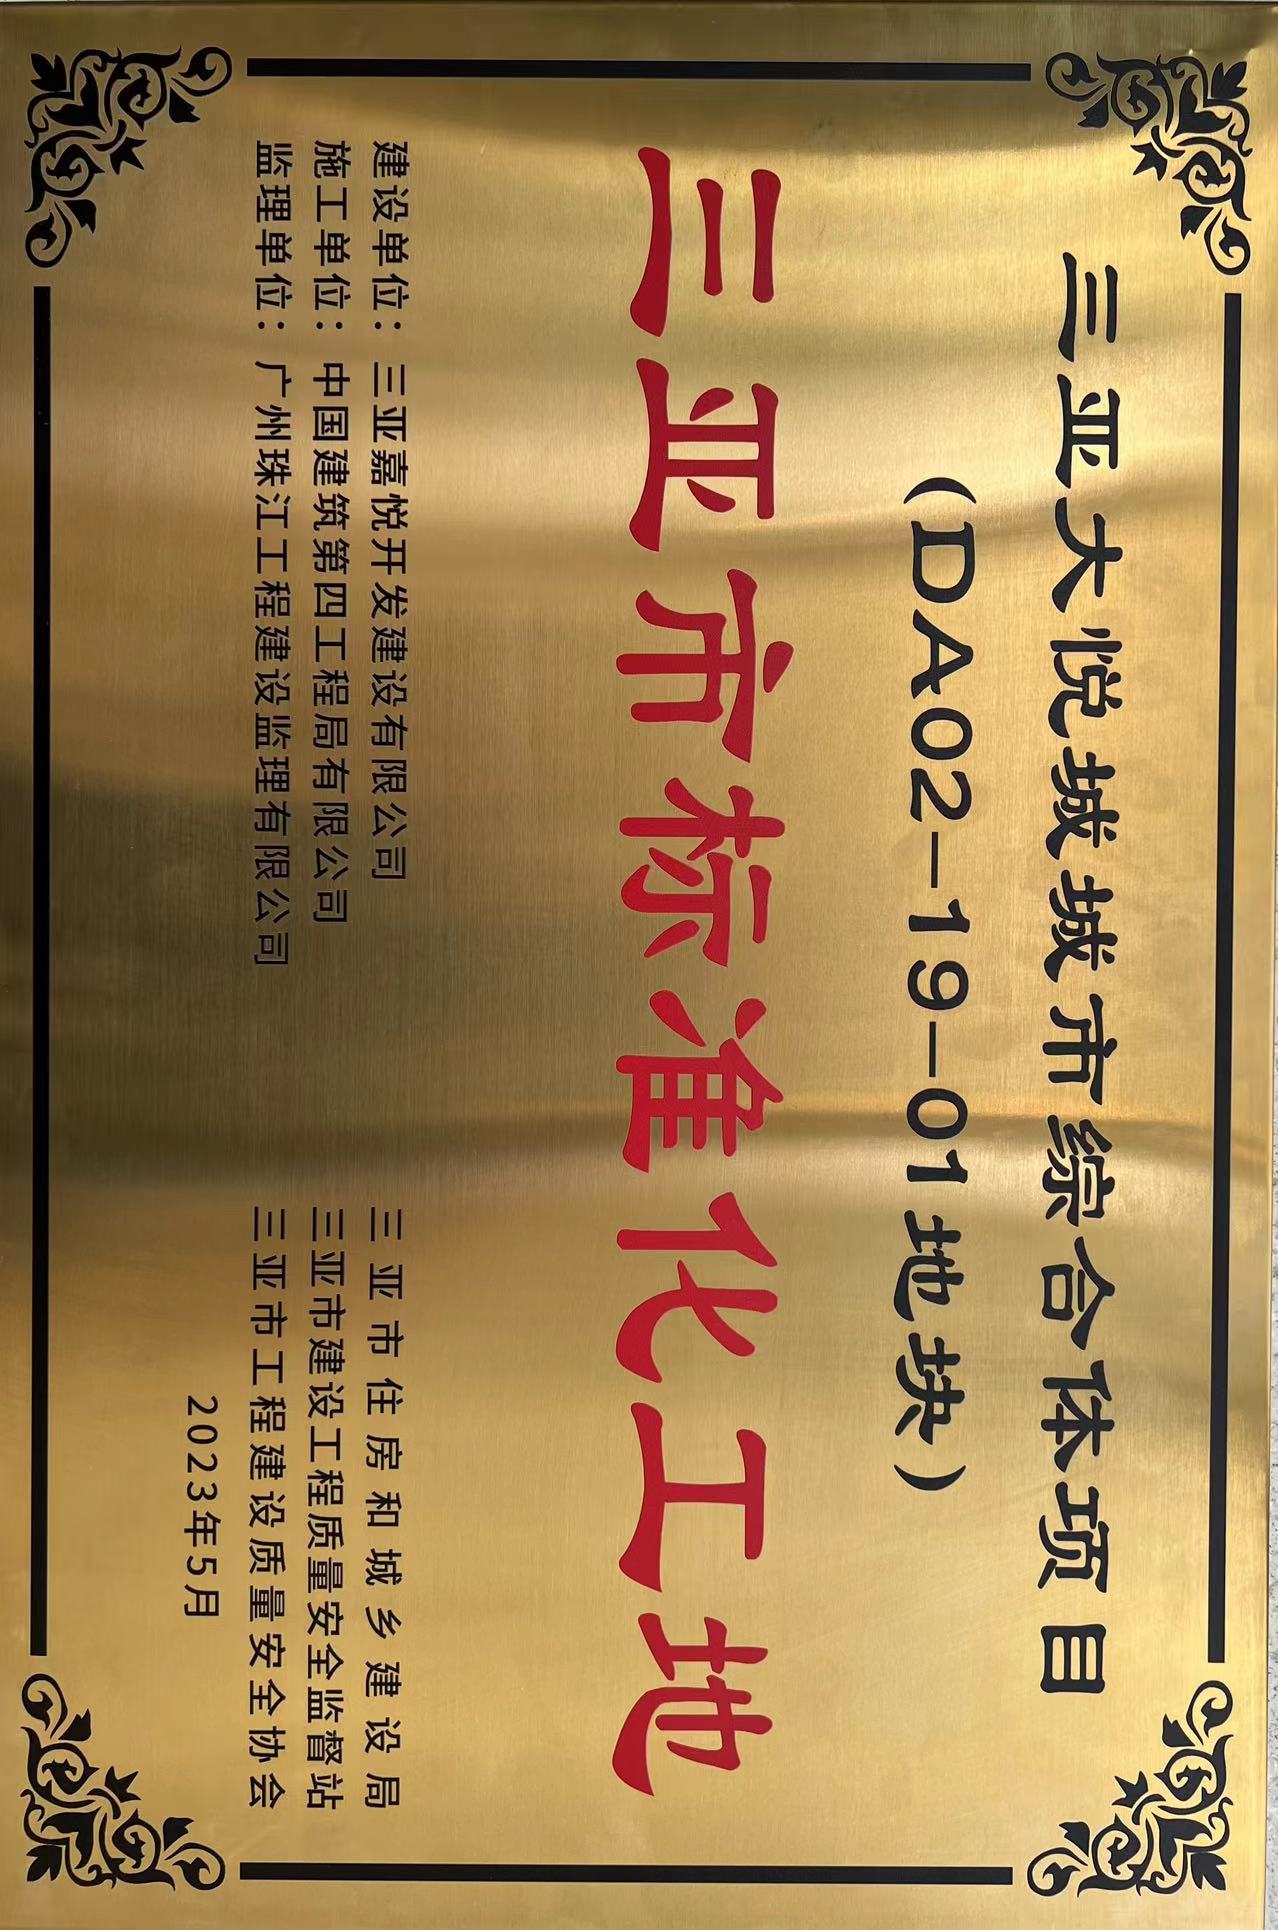 三亚大悦城城市综合体项目
（DA02-19-01地块）
三亚市标准化工地
建设单位：三亚嘉悦开发建设有限公司
施工单位：中国建筑第四工程局有限公司
监理单位：广州珠江工程建设监理有限公司
三亚市住房和城乡建设局
三亚市建设工程质量安全监督站
三亚市工程建设质量安全协会
2023年5月